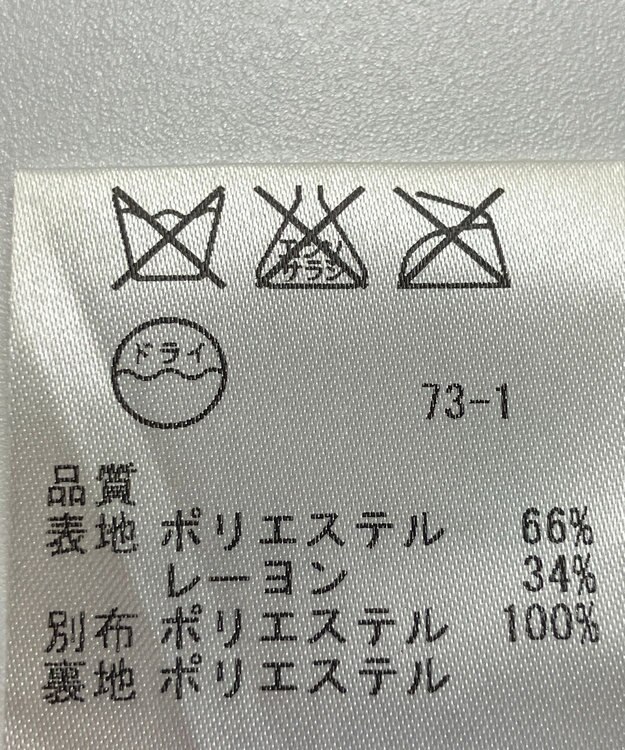 エンソ
サラシ
ドライ
73-1
品質
表地 ポリエステル 66%
レーヨン 34%
別布 ポリエステル 100%
裏地 ポリエステル